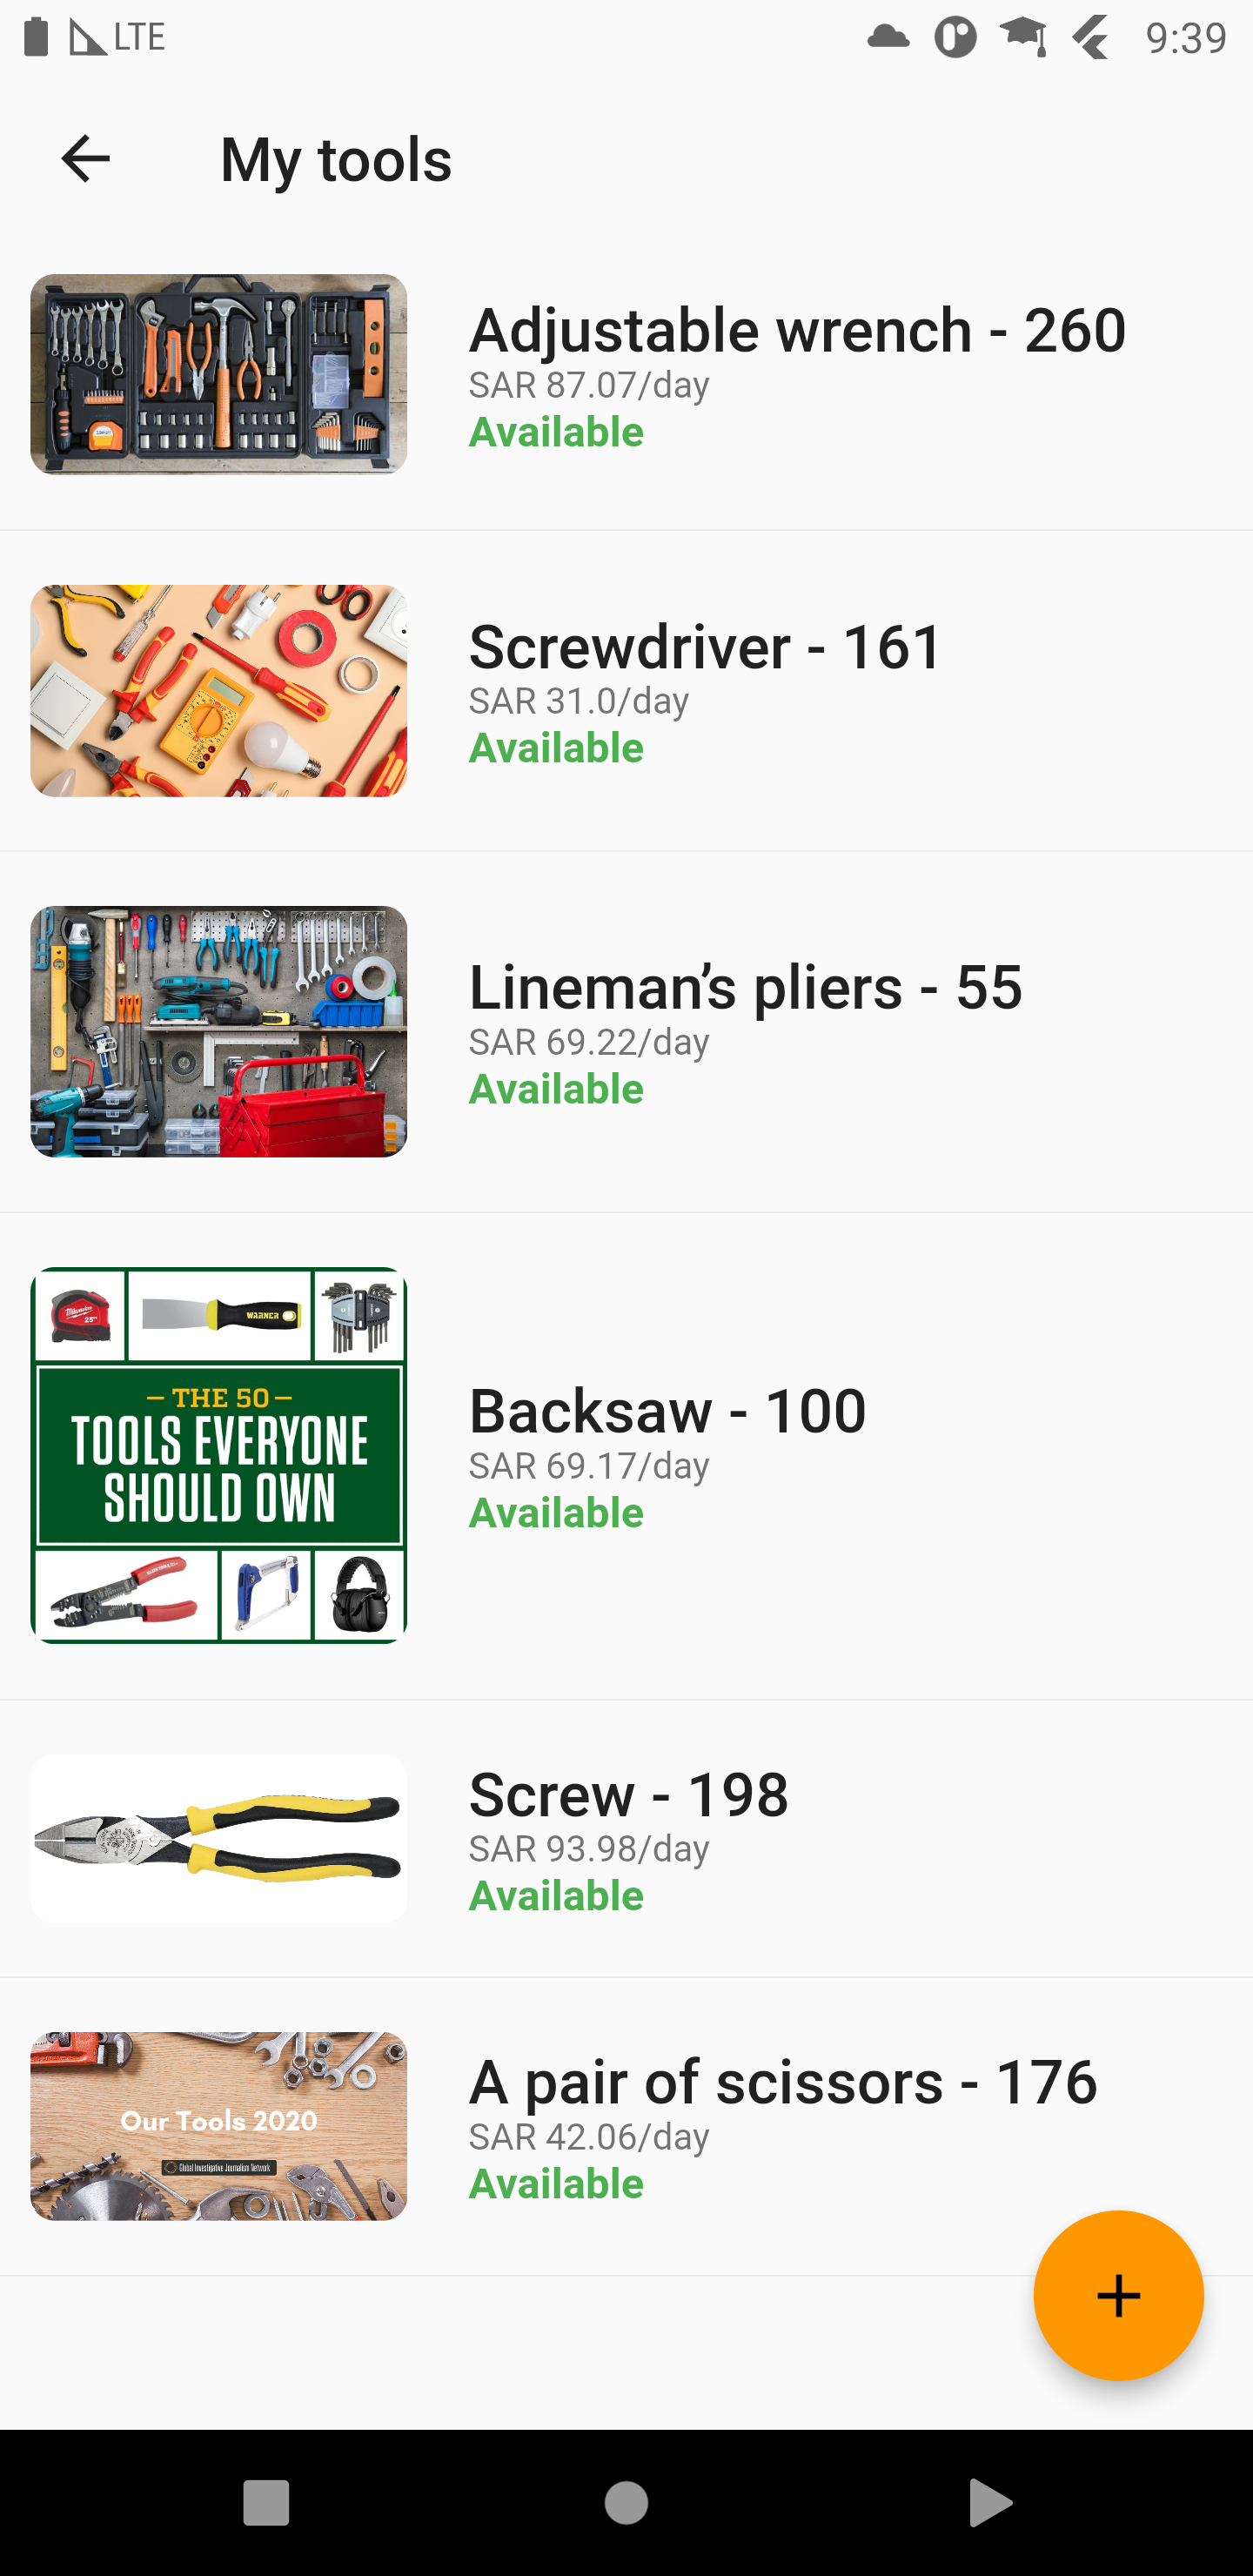 LTE 9:39
My tools
Adjustable wrench - 260
SAR 87.07/day
Available
Screwdriver - 161
SAR 31.0/day
Available
Lineman’s pliers - 55
SAR 69.22/day
Available
Milwaukee
25'
WARNER
– THE 50 –
TOOLS EVERYONE
SHOULD OWN
Backsaw - 100
SAR 69.17/day
Available
Screw - 198
SAR 93.98/day
Available
Our Tools 2020
Global Investigative Journalism Network
A pair of scissors - 176
SAR 42.06/day
Available